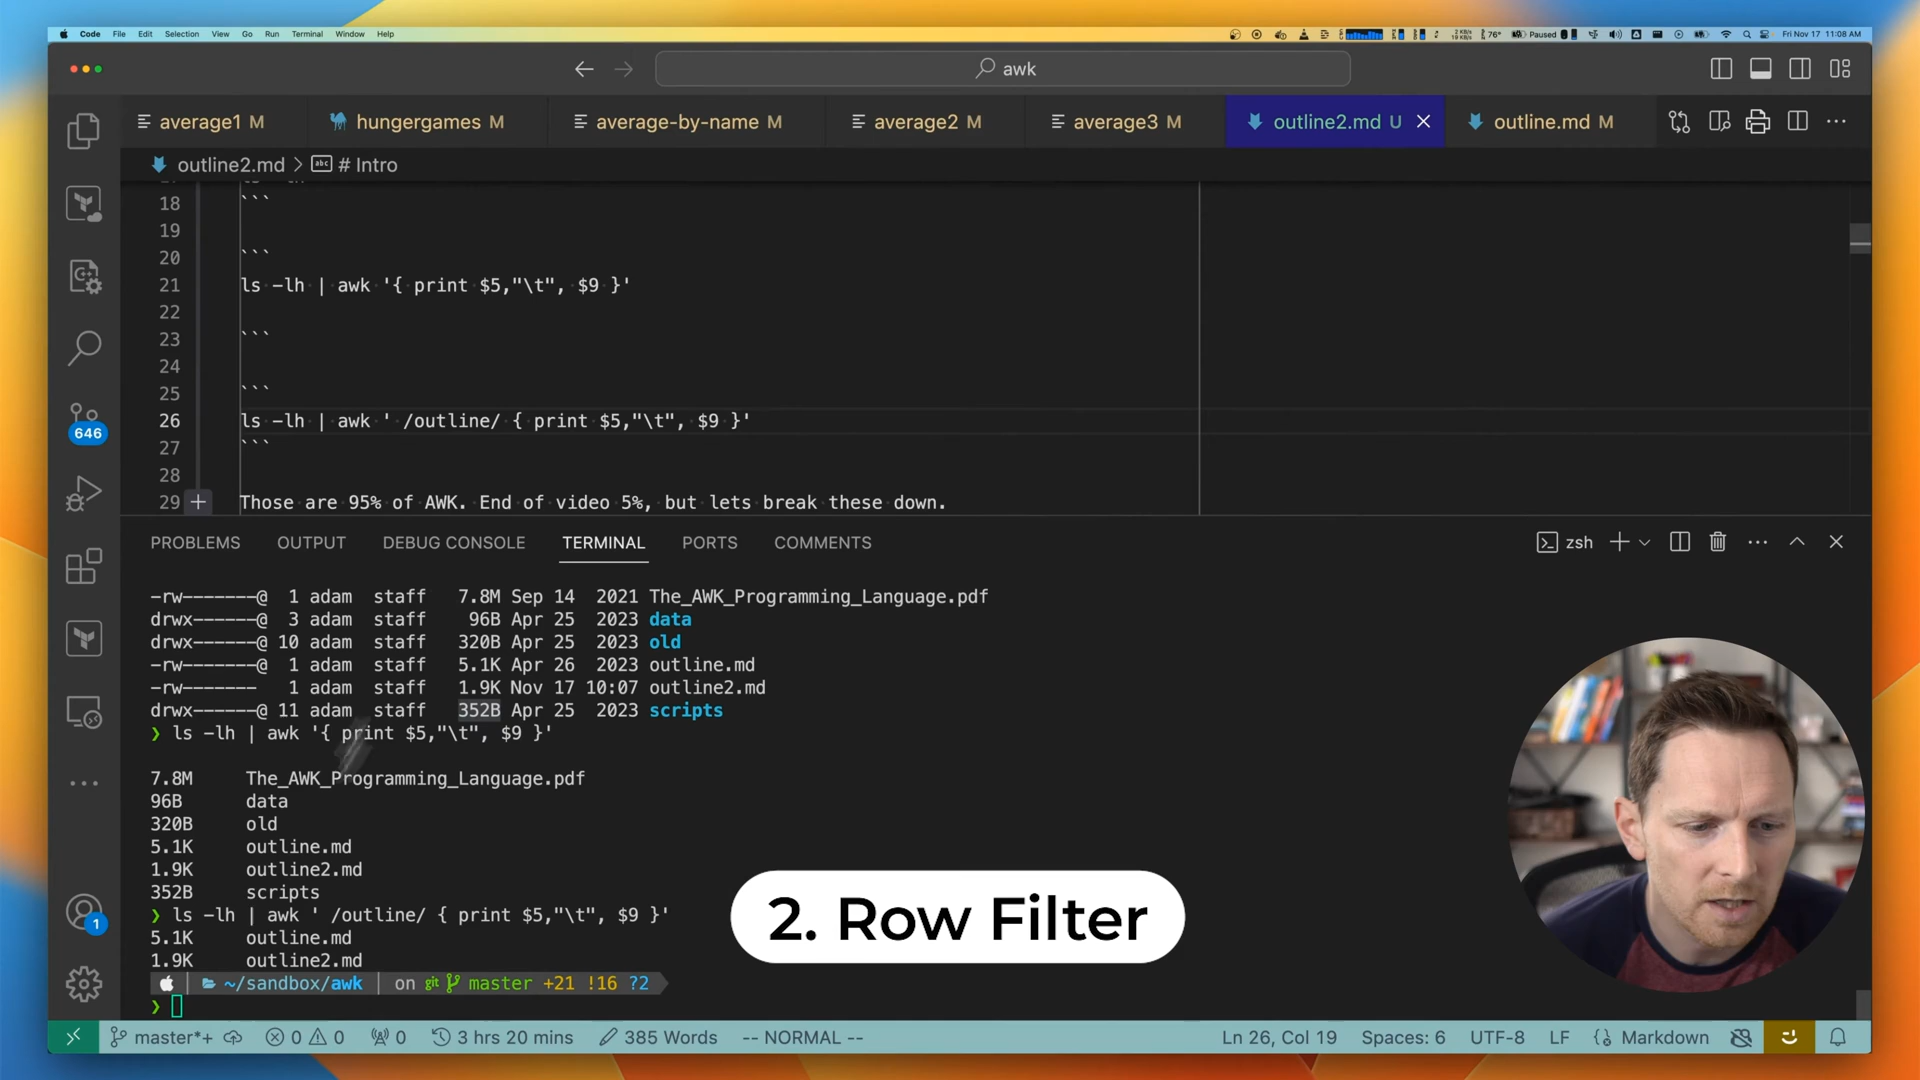 Code File Edit Selection View Go Run Terminal Window Help
76° Paused Fri Nov 17 11:08 AM
awk
average1 M hungergames M average-by-name M average2 M average3 M outline2.md U outline.md M
outline2.md > # Intro
18 ```
19
20 ```
21 ls -lh | awk '{ print $5,"\t", $9 }'
22
23 ```
24
25 ```
26 ls -lh | awk ' /outline/ { print $5,"\t", $9 }'
27 ```
28
29 Those are 95% of AWK. End of video 5%, but lets break these down.
646
PROBLEMS OUTPUT DEBUG CONSOLE TERMINAL PORTS COMMENTS zsh
-rw-------@ 1 adam staff 7.8M Sep 14 2021 The_AWK_Programming_Language.pdf
drwx------@ 3 adam staff 96B Apr 25 2023 data
drwx------@ 10 adam staff 320B Apr 25 2023 old
-rw-------@ 1 adam staff 5.1K Apr 26 2023 outline.md
-rw------- 1 adam staff 1.9K Nov 17 10:07 outline2.md
drwx------@ 11 adam staff 352B Apr 25 2023 scripts
❯ ls -lh | awk '{ print $5,"\t", $9 }'
7.8M The_AWK_Programming_Language.pdf
96B data
320B old
5.1K outline.md
1.9K outline2.md
352B scripts
❯ ls -lh | awk ' /outline/ { print $5,"\t", $9 }'
5.1K outline.md
1.9K outline2.md
~/sandbox/awk on git master +21 !16 ?2
❯
1
2. Row Filter
master*+ 0 0 0 3 hrs 20 mins 385 Words -- NORMAL -- Ln 26, Col 19 Spaces: 6 UTF-8 LF Markdown